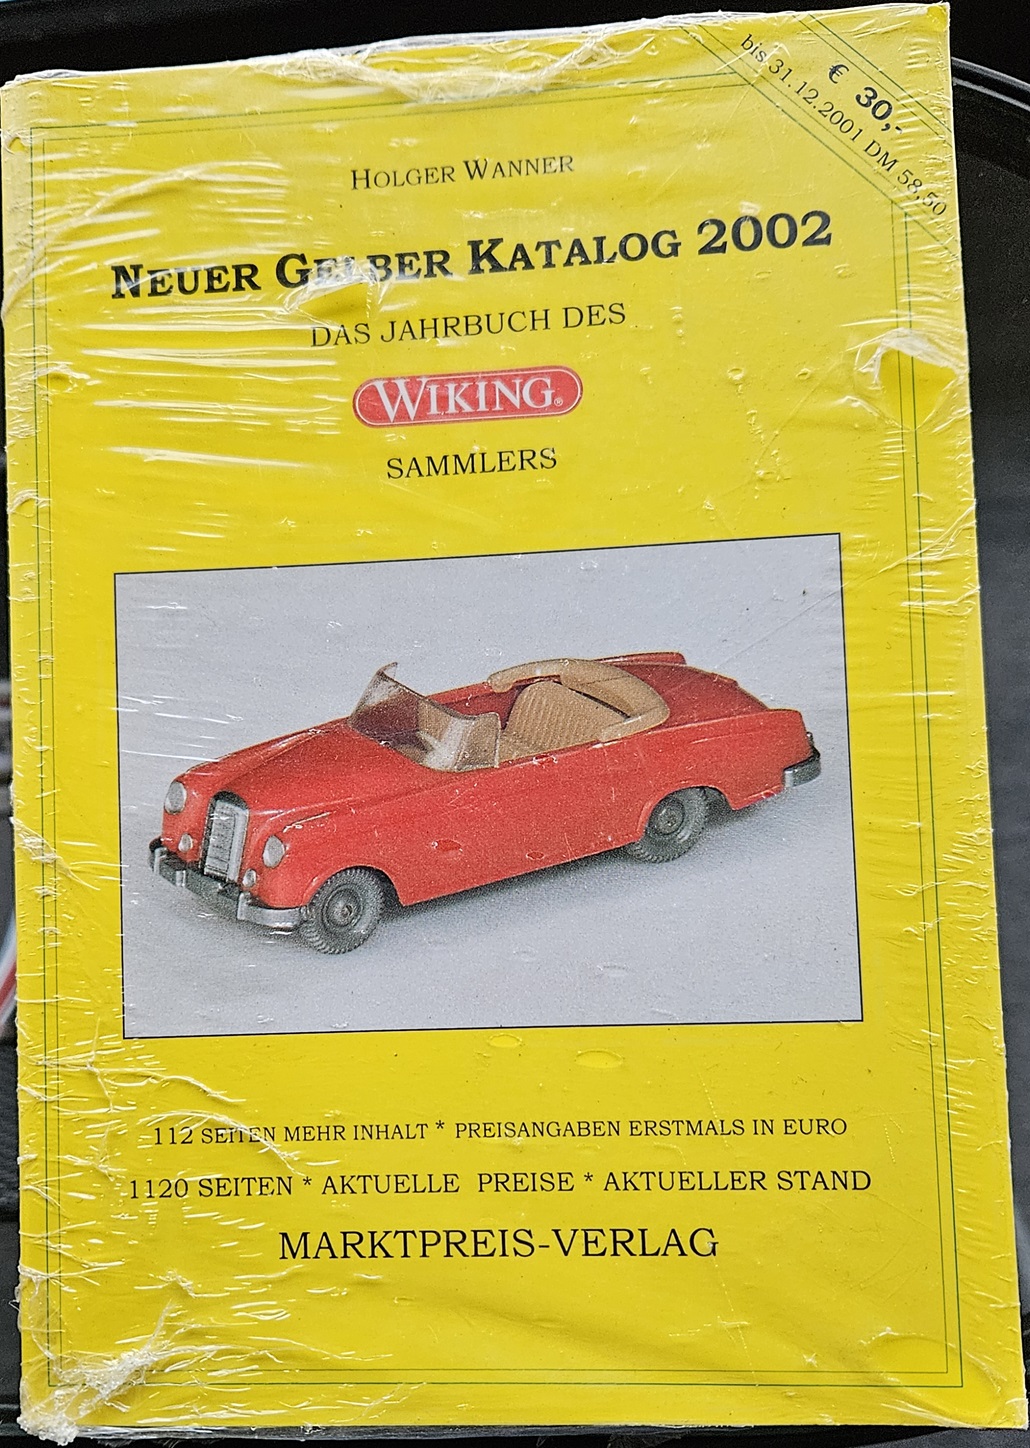 € 30,-
bis 31.12.2001 DM 58,50
HOLGER WANNER
NEUER GELBER KATALOG 2002
DAS JAHRBUCH DES
WIKING®
SAMMLERS
112 SEITEN MEHR INHALT * PREISANGABEN ERSTMALS IN EURO
1120 SEITEN * AKTUELLE PREISE * AKTUELLER STAND
MARKTPREIS-VERLAG